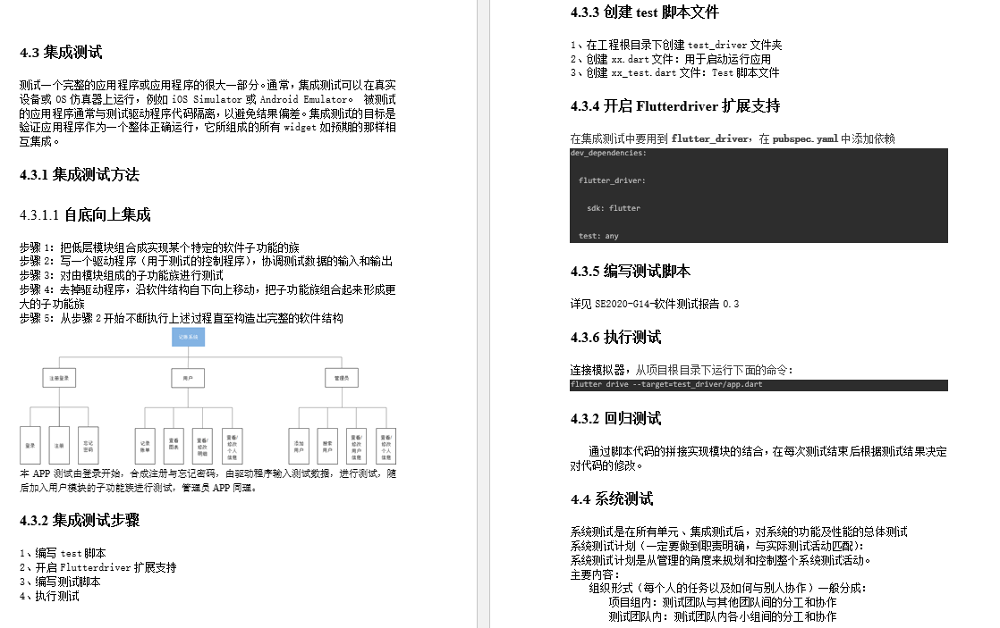 4.3 集成测试
测试一个完整的应用程序或应用程序的很大一部分。通常，集成测试可以在真实
设备或 OS 仿真器上运行，例如 iOS Simulator 或 Android Emulator。 被测试
的应用程序通常与测试驱动程序代码隔离，以避免结果偏差。集成测试的目标是
验证应用程序作为一个整体正确运行，它所组成的所有 widget 如预期的那样相
互集成。
4.3.1 集成测试方法
4.3.1.1 自底向上集成
步骤 1：把低层模块组合成实现某个特定的软件子功能的族
步骤 2：写一个驱动程序（用于测试的控制程序），协调测试数据的输入和输出
步骤 3：对由模块组成的子功能族进行测试
步骤 4：去掉驱动程序，沿软件结构自下向上移动，把子功能族组合起来形成更
大的子功能族
步骤 5：从步骤 2 开始不断执行上述过程直至构造出完整的软件结构
记账系统
注册登录
用户
管理员
登录
注册
忘记
密码
记录
账单
查看
图表
查看/
修改
明细
查看/
修改
个人
信息
添加
用户
搜索
用户
查看/
修改
用户
信息
查看/
修改
个人
信息
本 APP 测试由登录开始，合成注册与忘记密码，由驱动程序输入测试数据，进行测试，随
后加入用户模块的子功能族进行测试，管理员 APP 同理。
4.3.2 集成测试步骤
1、编写 test 脚本
2、开启 Flutterdriver 扩展支持
3、编写测试脚本
4、执行测试
4.3.3 创建 test 脚本文件
1、在工程根目录下创建 test_driver 文件夹
2、创建 xx.dart 文件：用于启动运行应用
3、创建 xx_test.dart 文件：Test 脚本文件
4.3.4 开启 Flutterdriver 扩展支持
在集成测试中要用到 flutter_driver，在 pubspec.yaml 中添加依赖
dev_dependencies:
flutter_driver:
sdk: flutter
test: any
4.3.5 编写测试脚本
详见 SE2020-G14-软件测试报告 0.3
4.3.6 执行测试
连接模拟器，从项目根目录下运行下面的命令：
flutter drive --target=test_driver/app.dart
4.3.2 回归测试
通过脚本代码的拼接实现模块的结合，在每次测试结束后根据测试结果决定
对代码的修改。
4.4 系统测试
系统测试是在所有单元、集成测试后，对系统的功能及性能的总体测试
系统测试计划（一定要做到职责明确，与实际测试活动匹配）：
系统测试计划是从管理的角度来规划和控制整个系统测试活动。
主要内容：
组织形式（每个人的任务以及如何与别人协作）一般分成：
项目组内：测试团队与其他团队间的分工和协作
测试团队内：测试团队内各小组间的分工和协作